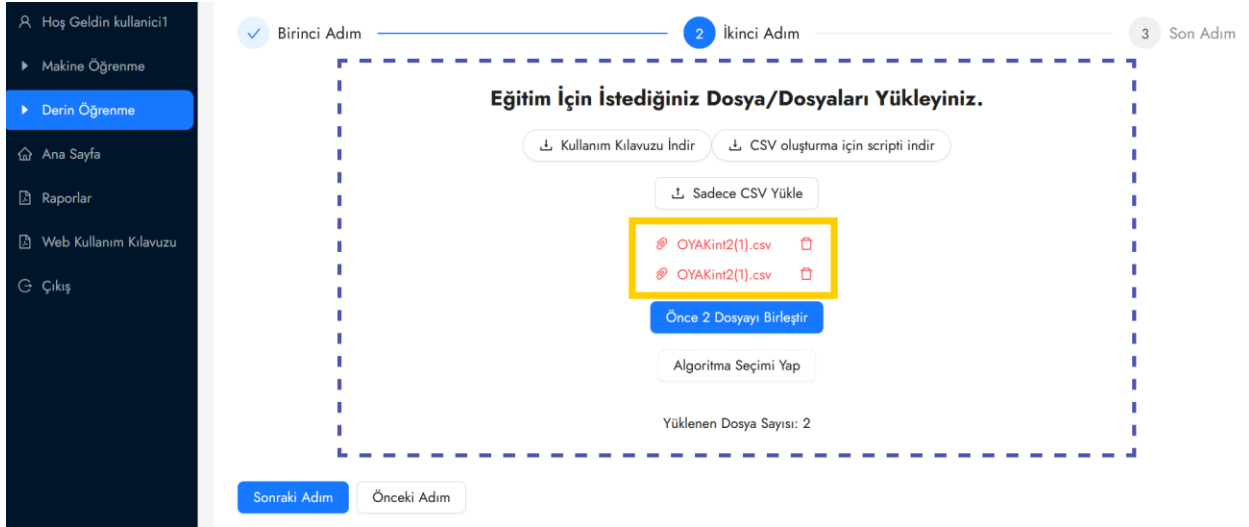 Hoş Geldin kullanici1
Makine Öğrenme
Derin Öğrenme
Ana Sayfa
Raporlar
Web Kullanım Kılavuzu
Çıkış
Birinci Adım
2 İkinci Adım
3 Son Adım
Eğitim İçin İstediğiniz Dosya/Dosyaları Yükleyiniz.
Kullanım Kılavuzu İndir
CSV oluşturma için scripti indir
Sadece CSV Yükle
OYAKint2(1).csv
OYAKint2(1).csv
Önce 2 Dosyayı Birleştir
Algoritma Seçimi Yap
Yüklenen Dosya Sayısı: 2
Sonraki Adım
Önceki Adım